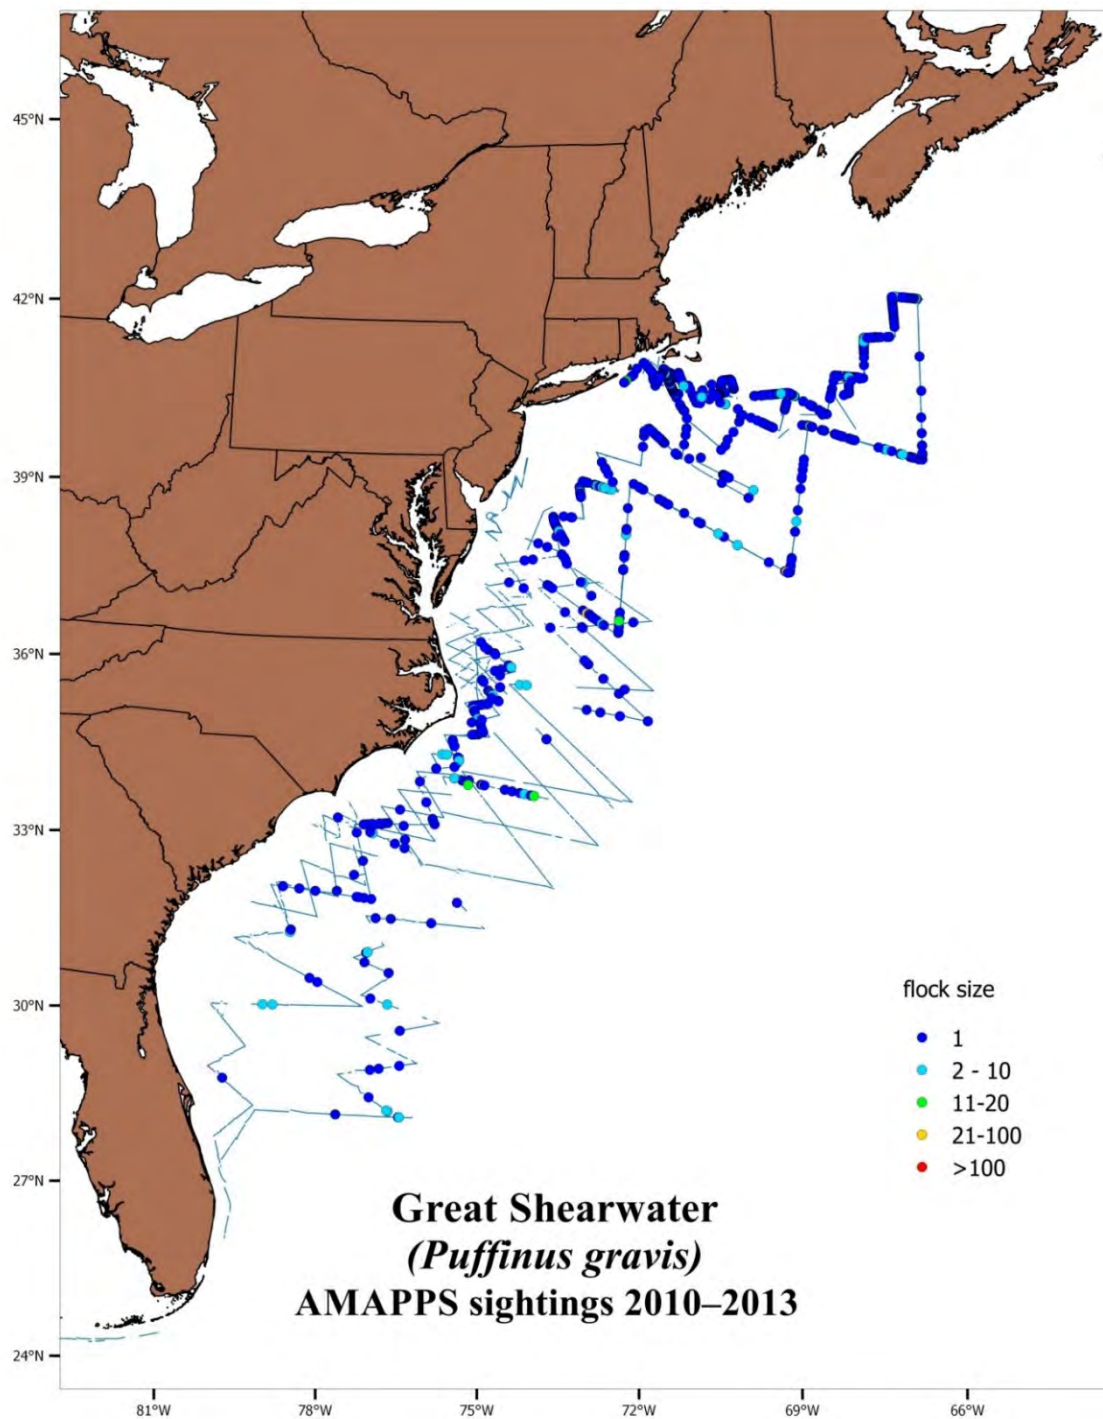 45°N
42°N
39°N
36°N
33°N
30°N
27°N
24°N
flock size
1
2 - 10
11-20
21-100
>100
Great Shearwater
(Puffinus gravis)
AMAPPS sightings 2010–2013
81°W 78°W 75°W 72°W 69°W 66°W